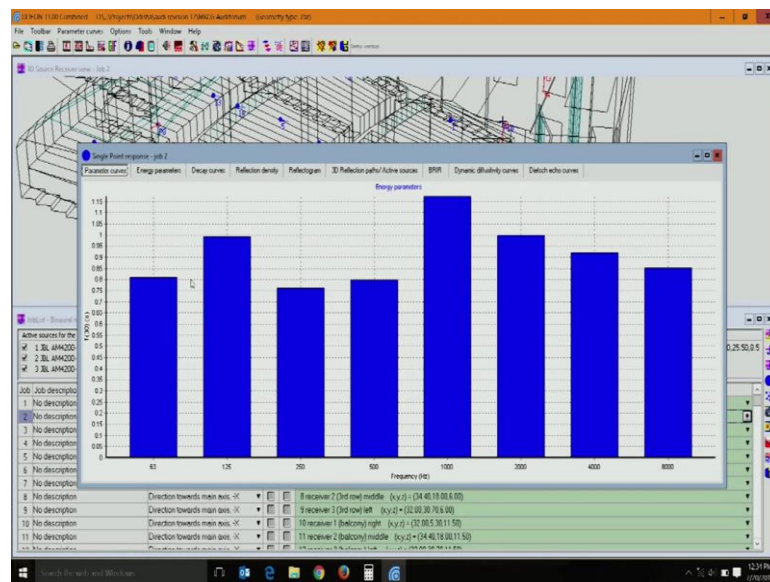 File Toolbar Parameter curves Options Tools Window Help
3D Source Receiver view - Job 2
Single Point response - job 2
Parameter curves Energy parameters Decay curves Reflection density Reflectogram 3D Reflection paths/ Active sources BRIR Dynamic diffusivity curves Dietsch echo curves
Energy parameters
1.15
1.1
1.05
1
0.95
0.9
0.85
0.8
0.75
0.7
0.65
0.6
0.55
0.5
0.45
0.4
0.35
0.3
0.25
0.2
0.15
0.1
0.05
0
T(30) (s)
63 125 250 500 1000 2000 4000 8000
Frequency (Hz)
Active sources for the
1 JBL AM4200-
2 JBL AM4200-
3 JBL AM4200-
0,25.50,0.5
Job Job description
1 No description
2 No description
3 No description
4 No description
5 No description
6 No description
7 No description
8 No description Direction towards main axis, -X 8 receiver 2 (3rd row) middle (x,y,z) = (34.40,18.00,6.00)
9 No description Direction towards main axis, -X 9 receiver 3 (3rd row) left (x,y,z) = (32.00,30.70,6.00)
10 No description Direction towards main axis, -X 10 receiver 1 (balcony) right (x,y,z) = (32.00,5.30,11.50)
11 No description Direction towards main axis, -X 11 receiver 2 (balcony) middle (x,y,z) = (34.40,18.00,11.50)
Search the web and Windows
12:34 PM